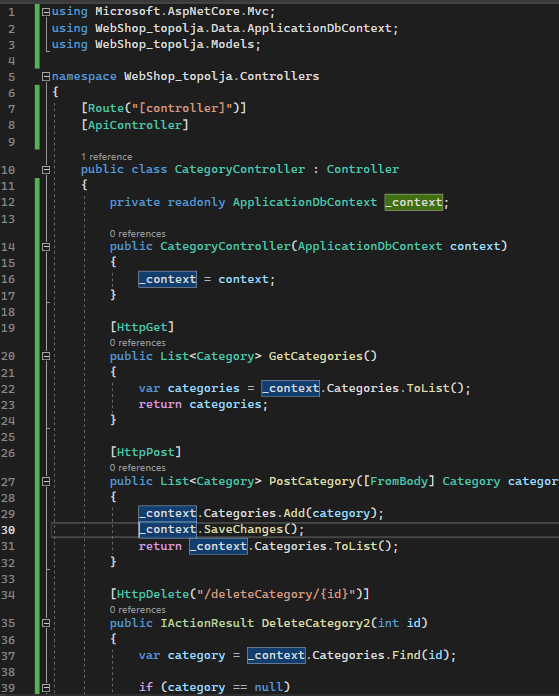 1 using Microsoft.AspNetCore.Mvc;
2 using WebShop_topolja.Data.ApplicationDbContext;
3 using WebShop_topolja.Models;
4
5 namespace WebShop_topolja.Controllers
6 {
7 [Route("[controller]")]
8 [ApiController]
9
1 reference
10 public class CategoryController : Controller
11 {
12 private readonly ApplicationDbContext _context;
13
0 references
14 public CategoryController(ApplicationDbContext context)
15 {
16 _context = context;
17 }
18
19 [HttpGet]
0 references
20 public List<Category> GetCategories()
21 {
22 var categories = _context.Categories.ToList();
23 return categories;
24 }
25
26 [HttpPost]
0 references
27 public List<Category> PostCategory([FromBody] Category categor
28 {
29 _context.Categories.Add(category);
30 _context.SaveChanges();
31 return _context.Categories.ToList();
32 }
33
34 [HttpDelete("/deleteCategory/{id}")]
0 references
35 public IActionResult DeleteCategory2(int id)
36 {
37 var category = _context.Categories.Find(id);
38
39 if (category == null)